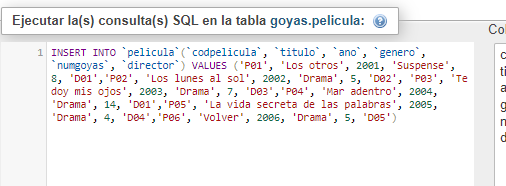 Ejecutar la(s) consulta(s) SQL en la tabla goyas.pelicula:
Col
1 INSERT INTO `pelicula`(`codpelicula`, `titulo`, `ano`, `genero`,
`numgoyas`, `director`) VALUES ('P01', 'Los otros', 2001, 'Suspense',
8, 'D01','P02', 'Los lunes al sol', 2002, 'Drama', 5, 'D02', 'P03', 'Te
doy mis ojos', 2003, 'Drama', 7, 'D03','P04', 'Mar adentro', 2004,
'Drama', 14, 'D01','P05', 'La vida secreta de las palabras', 2005,
'Drama', 4, 'D04','P06', 'Volver', 2006, 'Drama', 5, 'D05')
c
ti
a
g
n
d